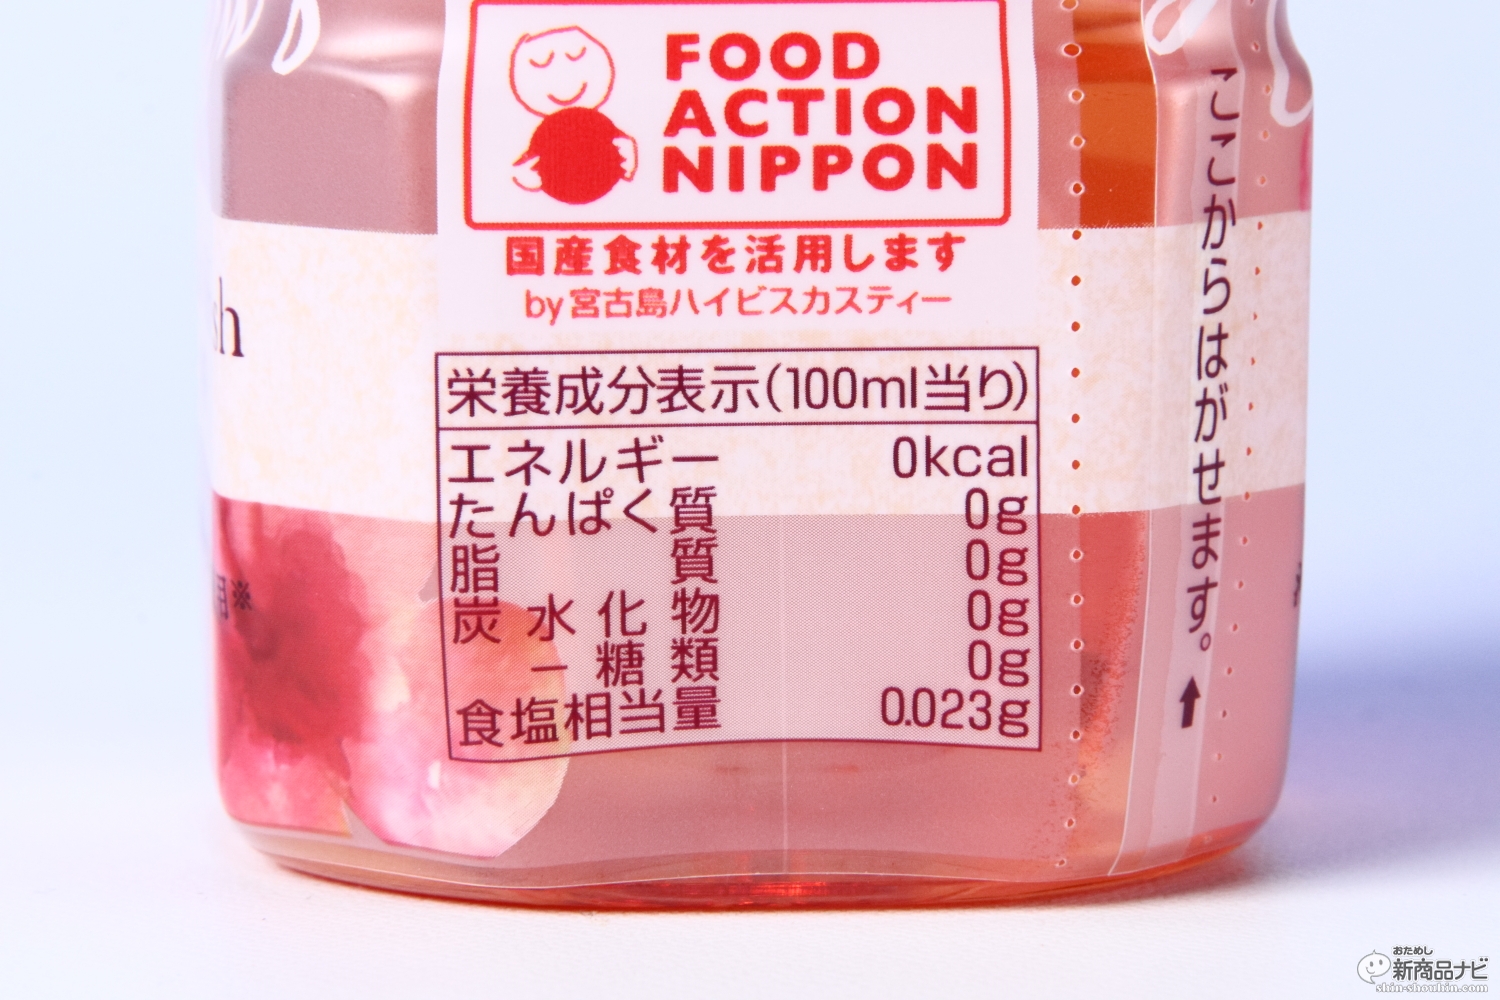 FOOD
ACTION
NIPPON
国産食材を活用します
by宮古島ハイビスカスティー
栄養成分表示(100ml当り)
エネルギー 0kcal
たんぱく質 0g
脂質 0g
炭水化物 0g
－糖類 0g
食塩相当量 0.023g
ここからはがせます。
sh
用※
おためし
新商品ナビ
shin-shouhin.com